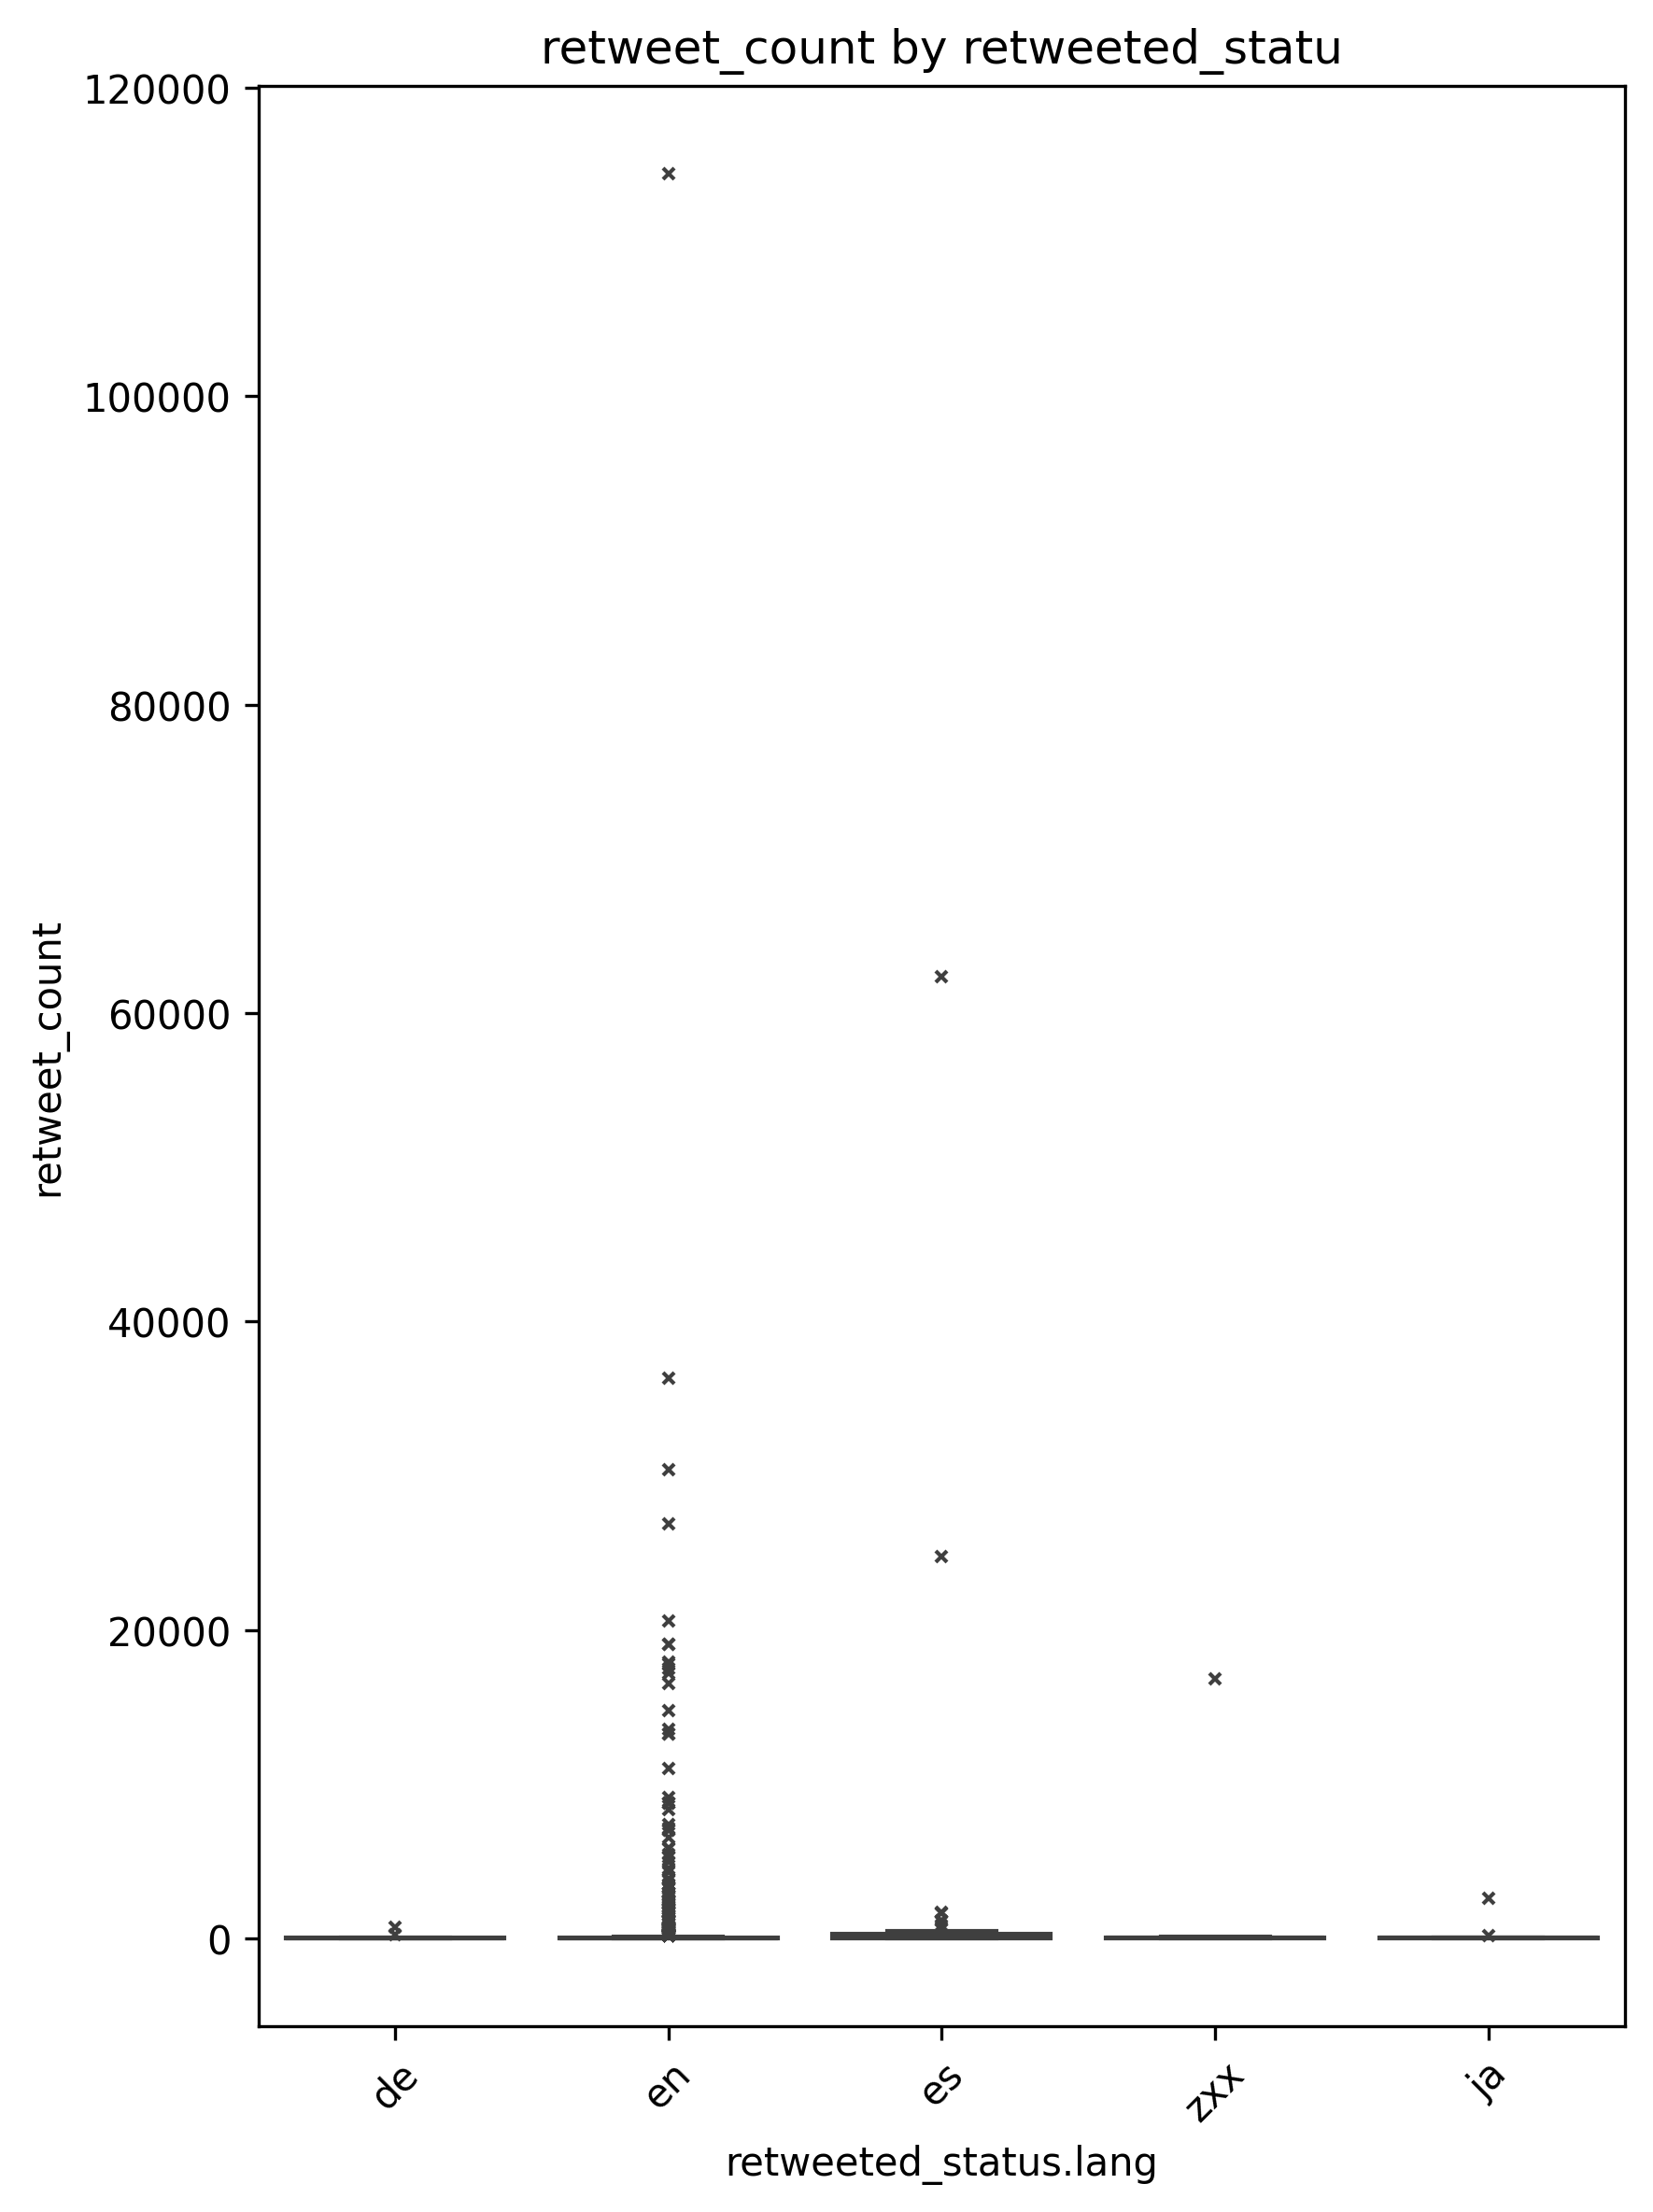 retweet_count by retweeted_statu
120000
100000
80000
60000
40000
20000
0
retweet_count
de
en
es
zxx
ja
retweeted_status.lang